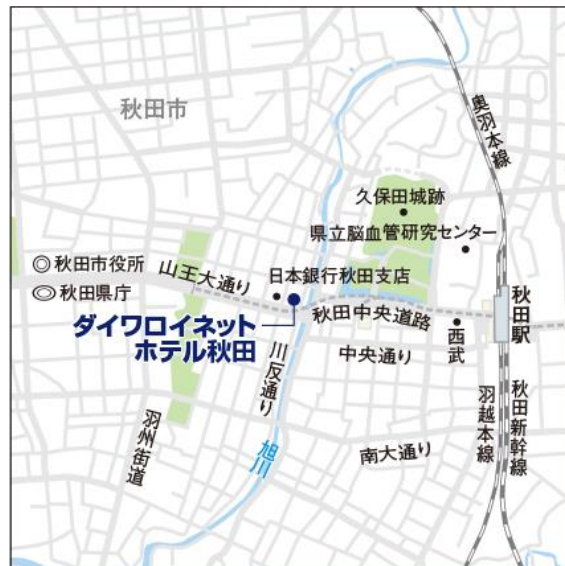 秋田市
奥羽本線
久保田城跡
県立脳血管研究センター
秋田市役所
秋田県庁
山王大通り
日本銀行秋田支店
ダイワロイネット
ホテル秋田
秋田中央道路
秋田駅
西武
中央通り
川反通り
羽州街道
旭川
南大通り
羽越本線
秋田新幹線